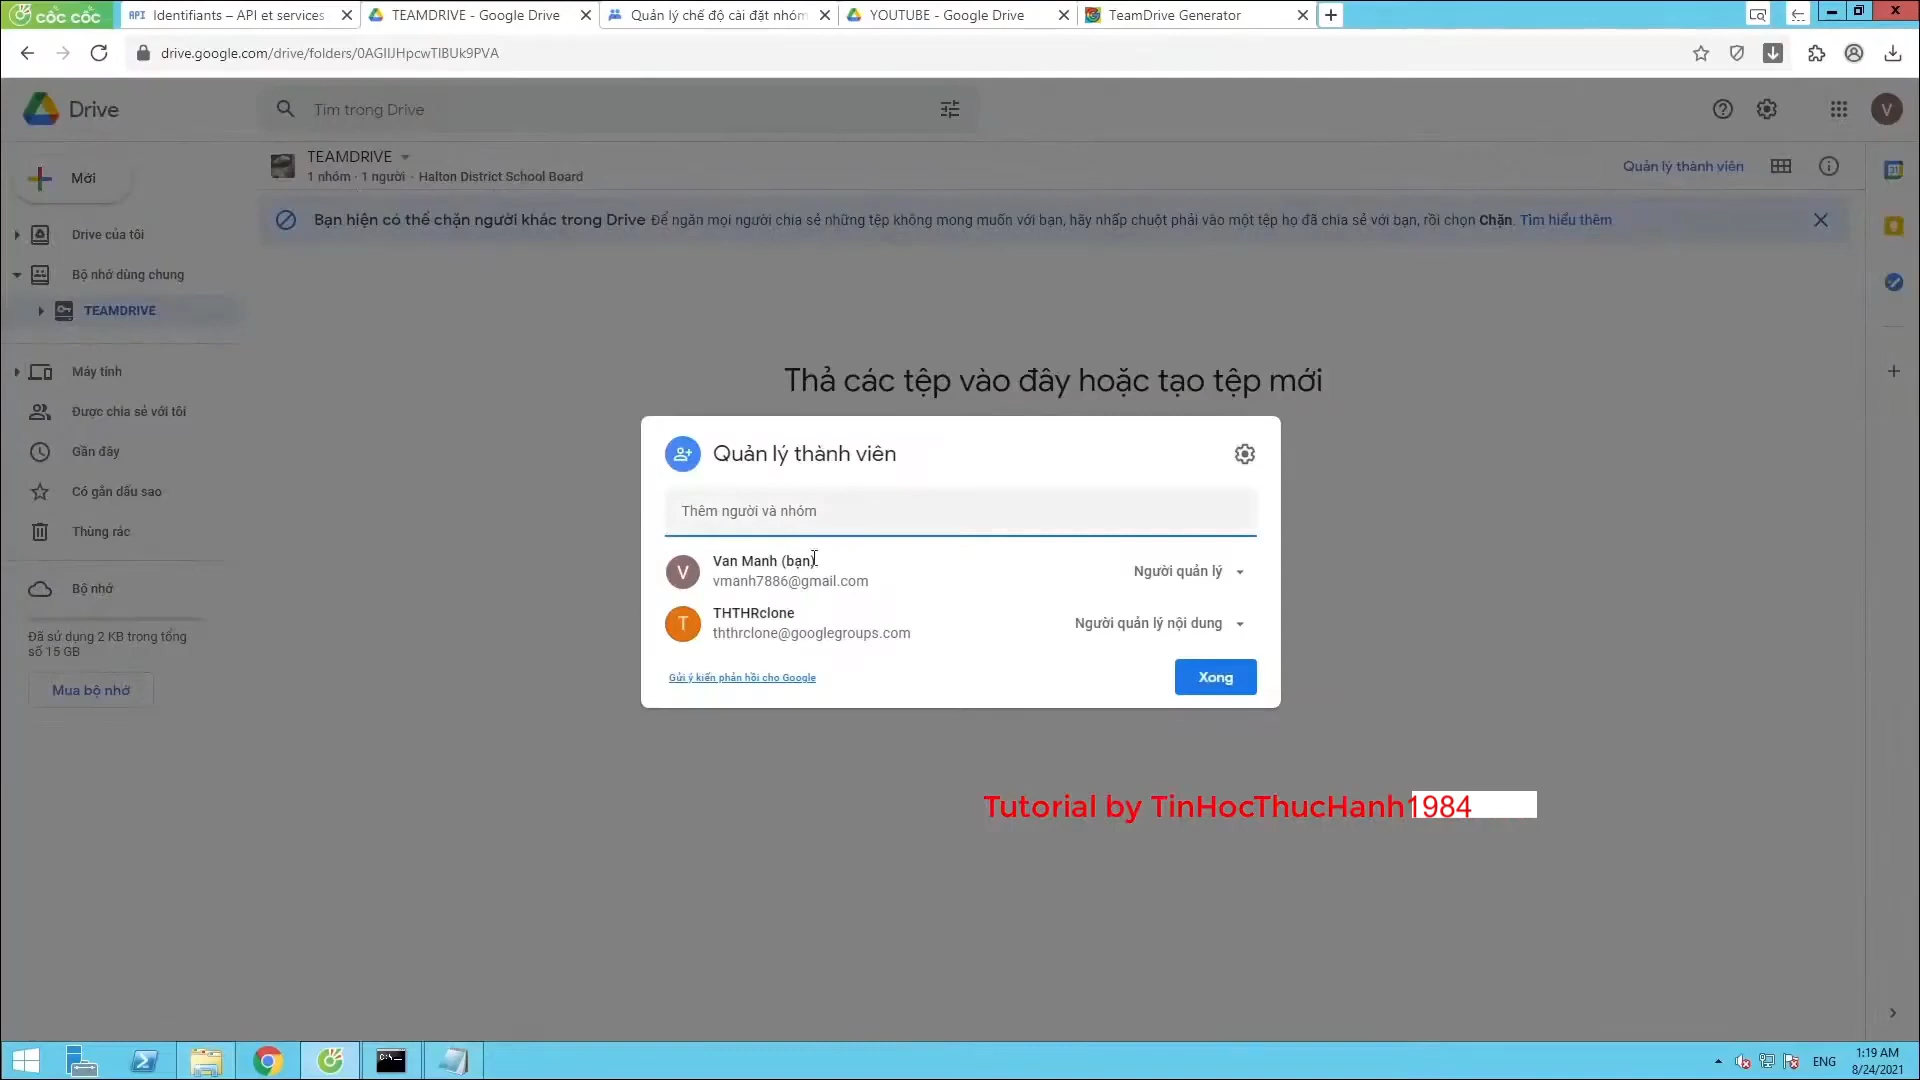 cốc cốc
API Identifiants – API et services
TEAMDRIVE - Google Drive
Quản lý chế độ cài đặt nhóm
YOUTUBE - Google Drive
TeamDrive Generator
drive.google.com/drive/folders/0AGIlJHpcwTlBUk9PVA
Drive
Tìm trong Drive
V
Mới
TEAMDRIVE
1 nhóm · 1 người · Halton District School Board
Quản lý thành viên
Bạn hiện có thể chặn người khác trong Drive Để ngăn mọi người chia sẻ những tệp không mong muốn với bạn, hãy nhấp chuột phải vào một tệp họ đã chia sẻ với bạn, rồi chọn Chặn. Tìm hiểu thêm
Drive của tôi
Bộ nhớ dùng chung
TEAMDRIVE
Máy tính
Được chia sẻ với tôi
Gần đây
Có gắn dấu sao
Thùng rác
Bộ nhớ
Đã sử dụng 2 KB trong tổng
số 15 GB
Mua bộ nhớ
Thả các tệp vào đây hoặc tạo tệp mới
Quản lý thành viên
Thêm người và nhóm
V
Van Manh (bạn)
vmanh7886@gmail.com
Người quản lý
T
THTHRclone
ththrclone@googlegroups.com
Người quản lý nội dung
Gửi ý kiến phản hồi cho Google
Xong
Tutorial by TinHocThucHanh1984
ENG
1:19 AM
8/24/2021